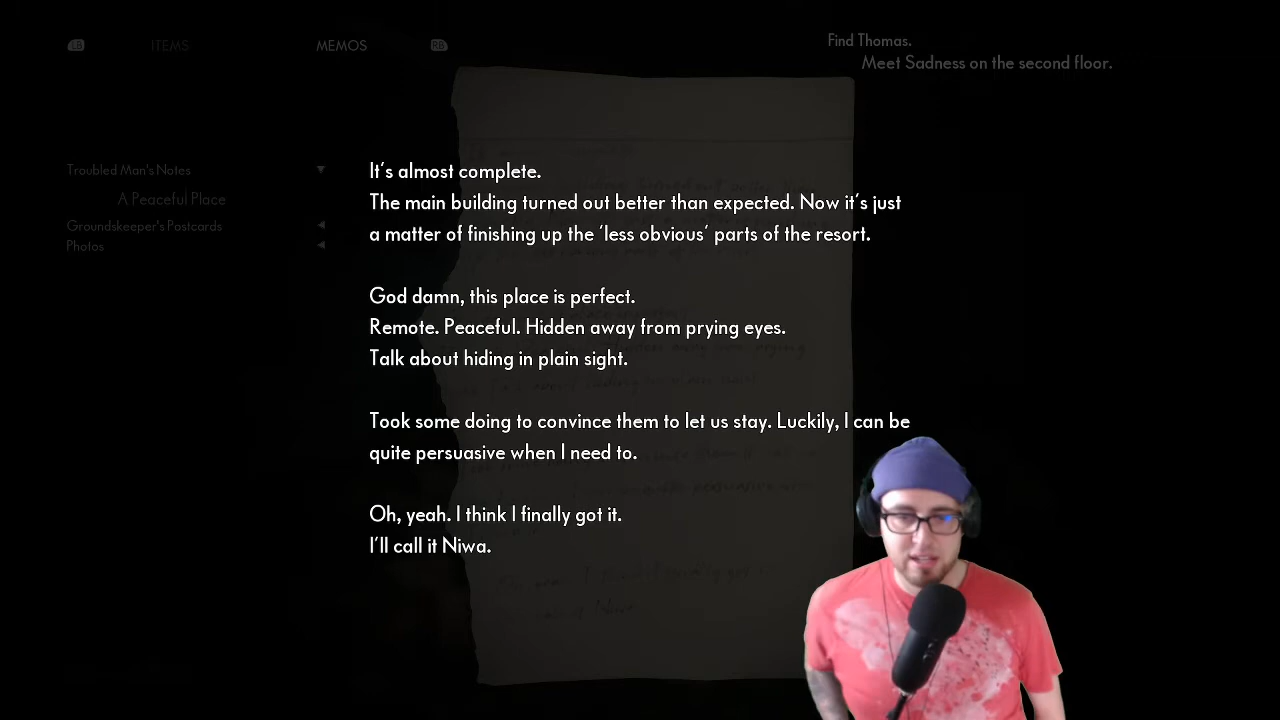 LB ITEMS MEMOS RB
Find Thomas.
Meet Sadness on the second floor.
Troubled Man's Notes
A Peaceful Place
Groundskeeper's Postcards
Photos
It's almost complete.
The main building turned out better than expected. Now it's just
a matter of finishing up the 'less obvious' parts of the resort.
God damn, this place is perfect.
Remote. Peaceful. Hidden away from prying eyes.
Talk about hiding in plain sight.
Took some doing to convince them to let us stay. Luckily, I can be
quite persuasive when I need to.
Oh, yeah. I think I finally got it.
I'll call it Niwa.